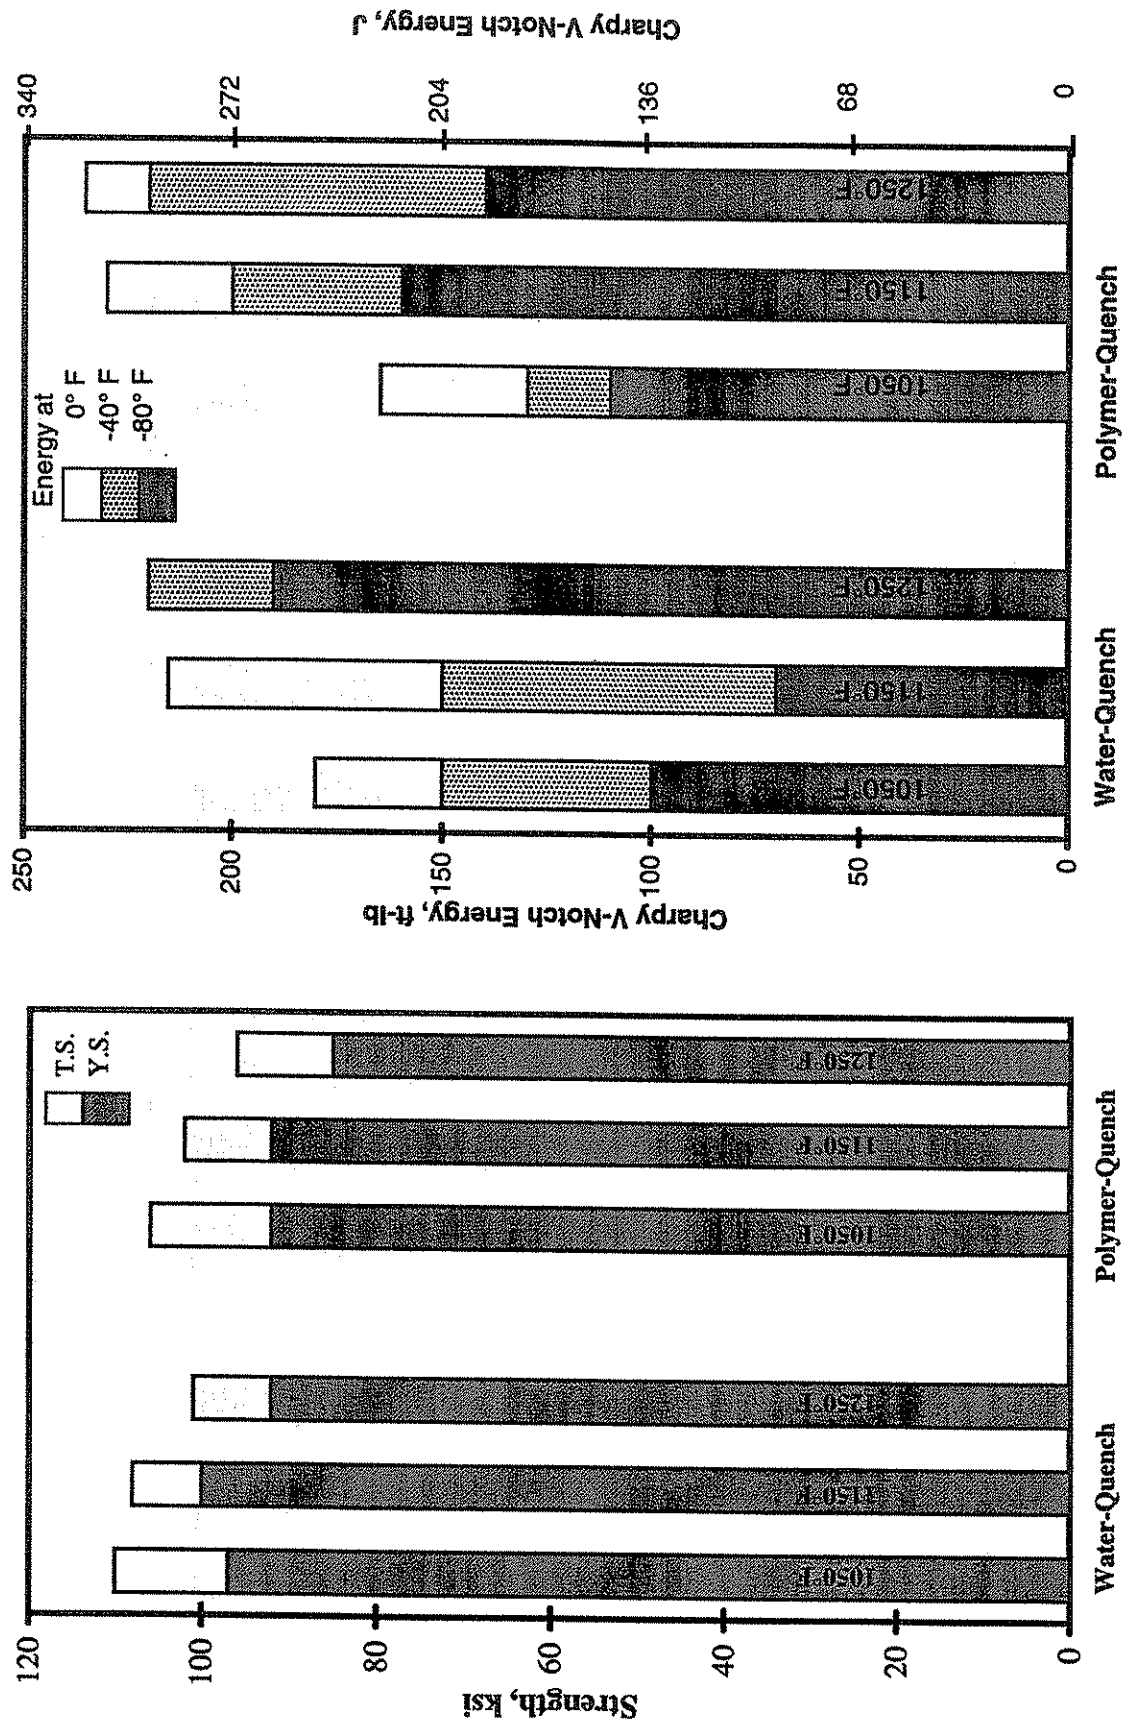 Strength, ksi
120
100
80
60
40
20
0
T.S.
Y.S.
1050°F
1150°F
1250°F
1050°F
1150°F
1250°F
Water-Quench
Polymer-Quench
Charpy V-Notch Energy, ft-lb
250
200
150
100
50
0
Energy at
0° F
-40° F
-80° F
1050°F
1150°F
1250°F
1050°F
1150°F
1250°F
Water-Quench
Polymer-Quench
340
272
204
136
68
0
Charpy V-Notch Energy, J